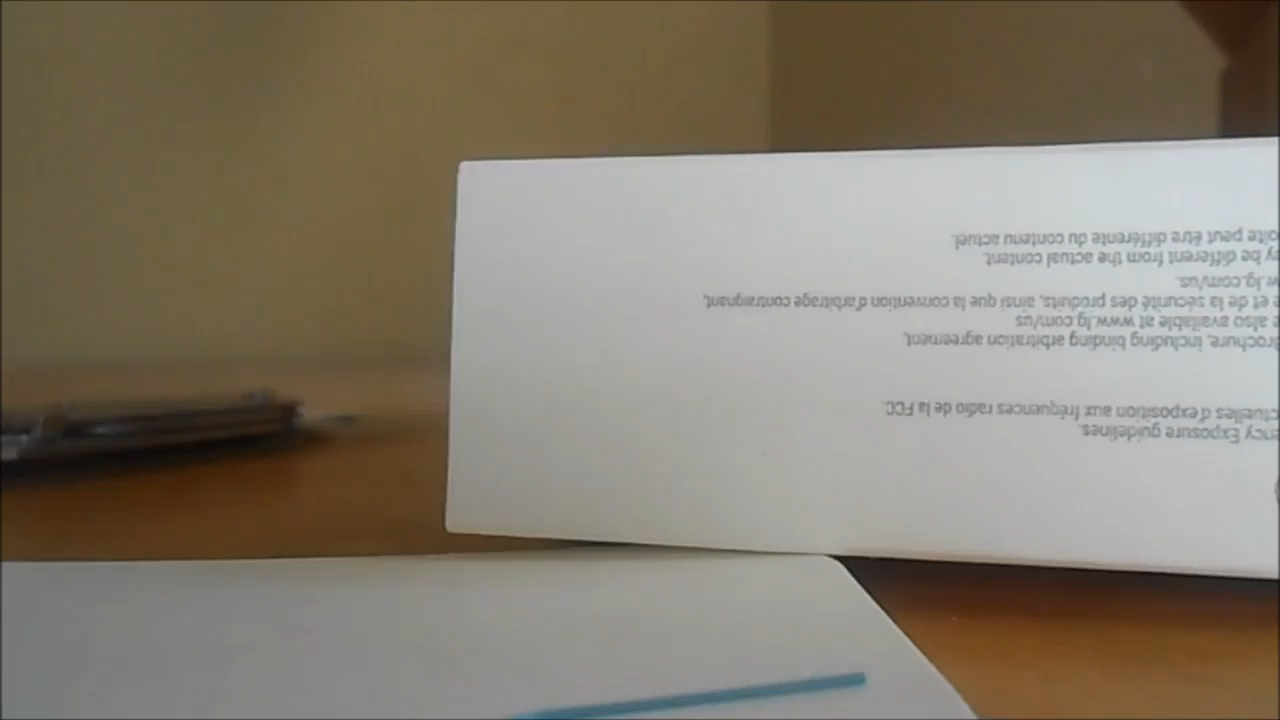 ncy Exposure guidelines.
ctuelles d'exposition aux fréquences radio de la FCC.
Brochure, including binding arbitration agreement,
e also available at www.lg.com/us
e et de la sécurité des produits, ainsi que la convention d'arbitrage contraignant,
w.lg.com/us.
y be different from the actual content.
oîte peut être différente du contenu actuel.